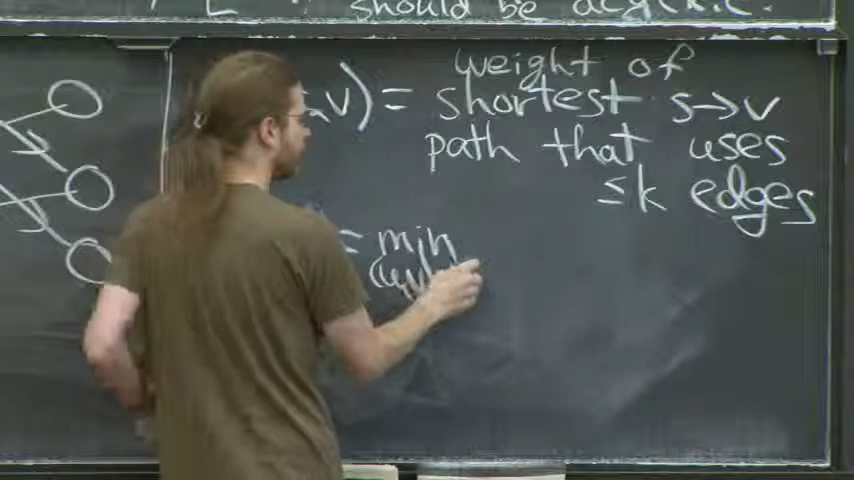 should be acyclic.
,v) = weight of
shortest s→v
path that uses
≤k edges
= min
(u,v)